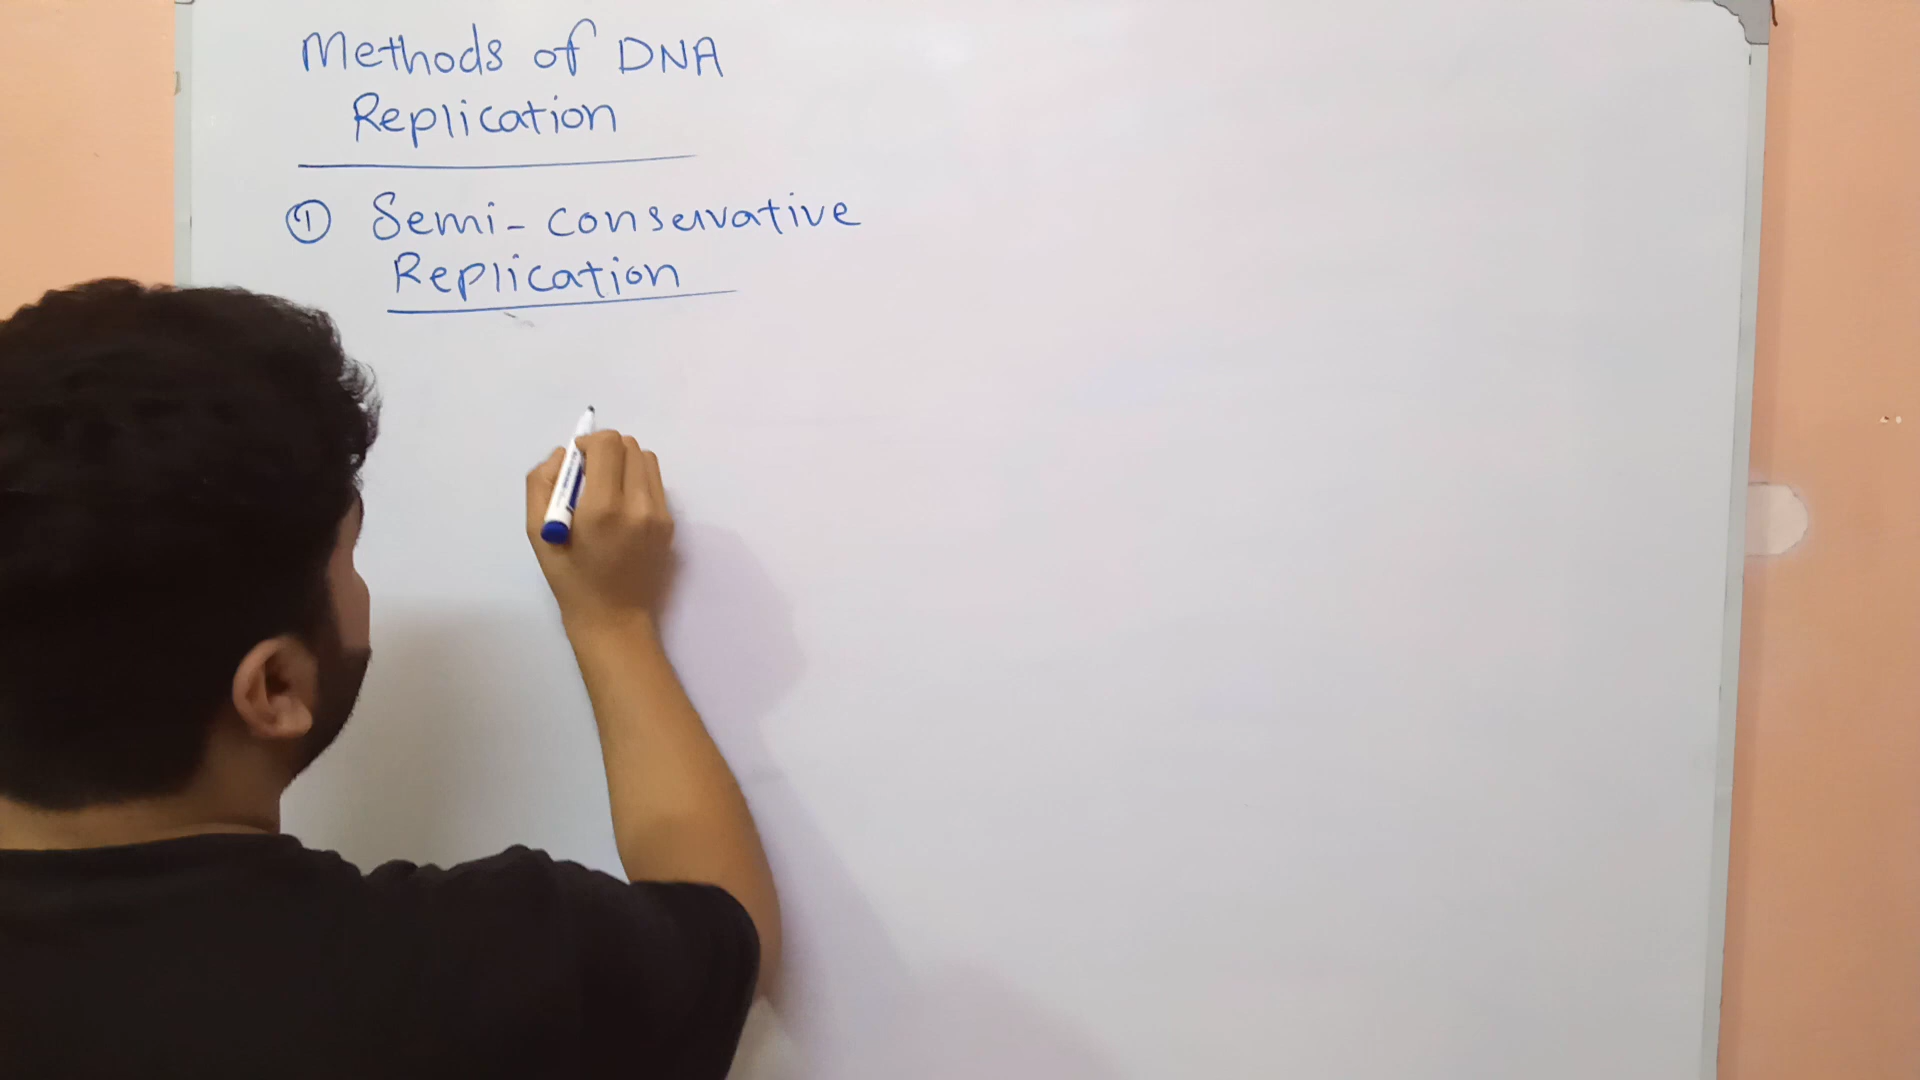 Methods of DNA
Replication
① Semi-conservative
Replication